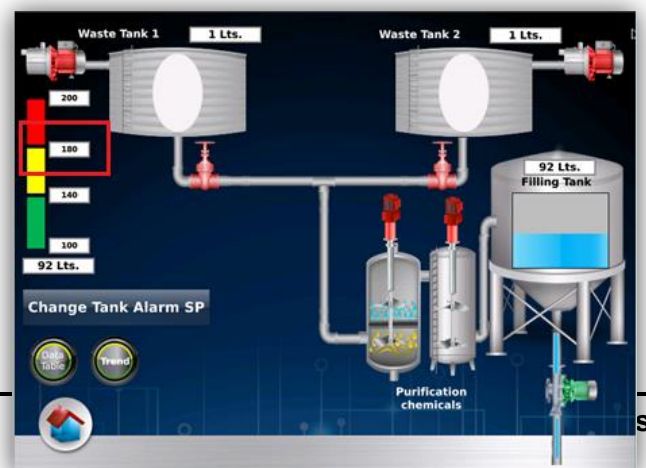 Waste Tank 1
1 Lts.
Waste Tank 2
1 Lts.
200
180
140
100
92 Lts.
92 Lts.
Filling Tank
Change Tank Alarm SP
Data
Table
Trend
Purification
chemicals
s